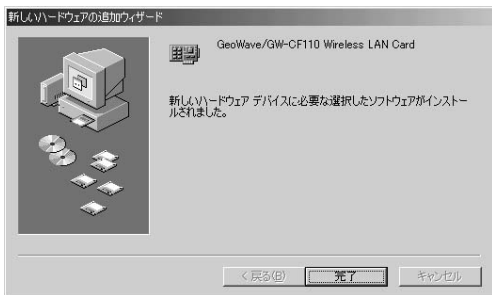 新しいハードウェアの追加ウィザード
GeoWave/GW-CF110 Wireless LAN Card
新しいハードウェア デバイスに必要な選択したソフトウェアがインストー
ルされました。
< 戻る(B)
完了
キャンセル